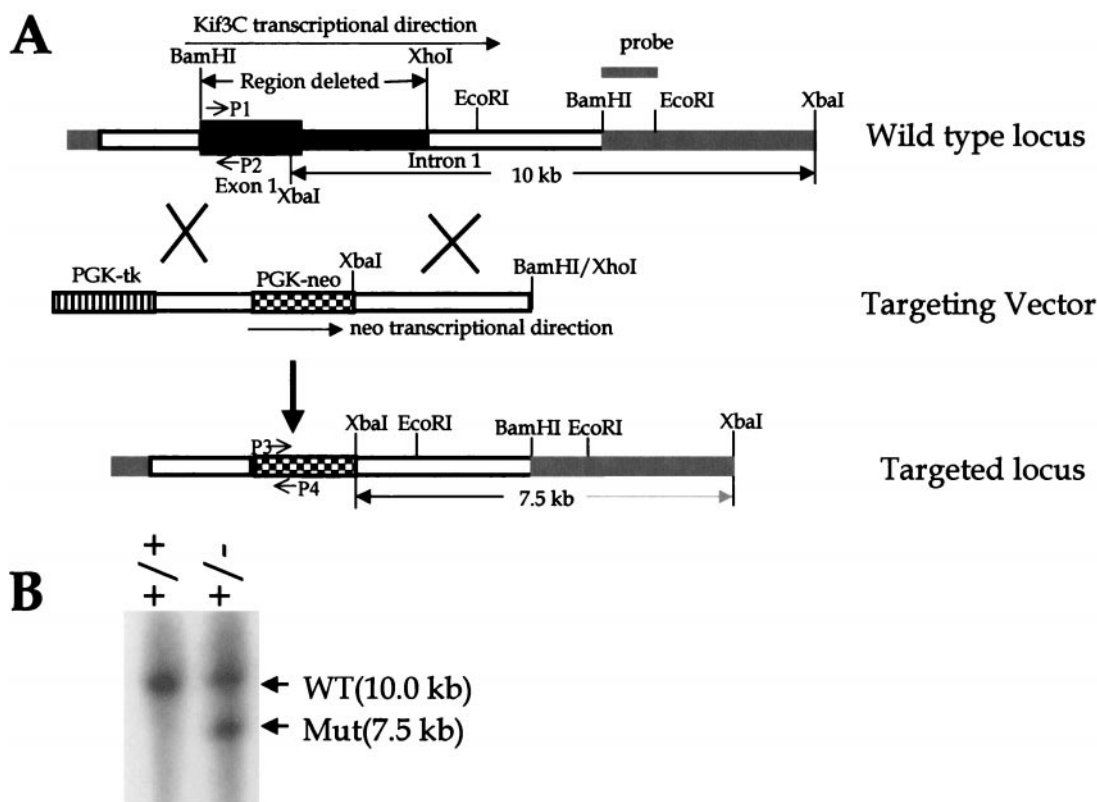 A
Kif3C transcriptional direction
probe
BamHI
XhoI
Region deleted
EcoRI
BamHI
EcoRI
XbaI
P1
Wild type locus
P2
Intron 1
Exon 1
XbaI
10 kb
PGK-tk
PGK-neo
XbaI
BamHI/XhoI
Targeting Vector
neo transcriptional direction
XbaI
EcoRI
BamHI
EcoRI
XbaI
P3
Targeted locus
P4
7.5 kb
B
+/+
+/-
WT(10.0 kb)
Mut(7.5 kb)